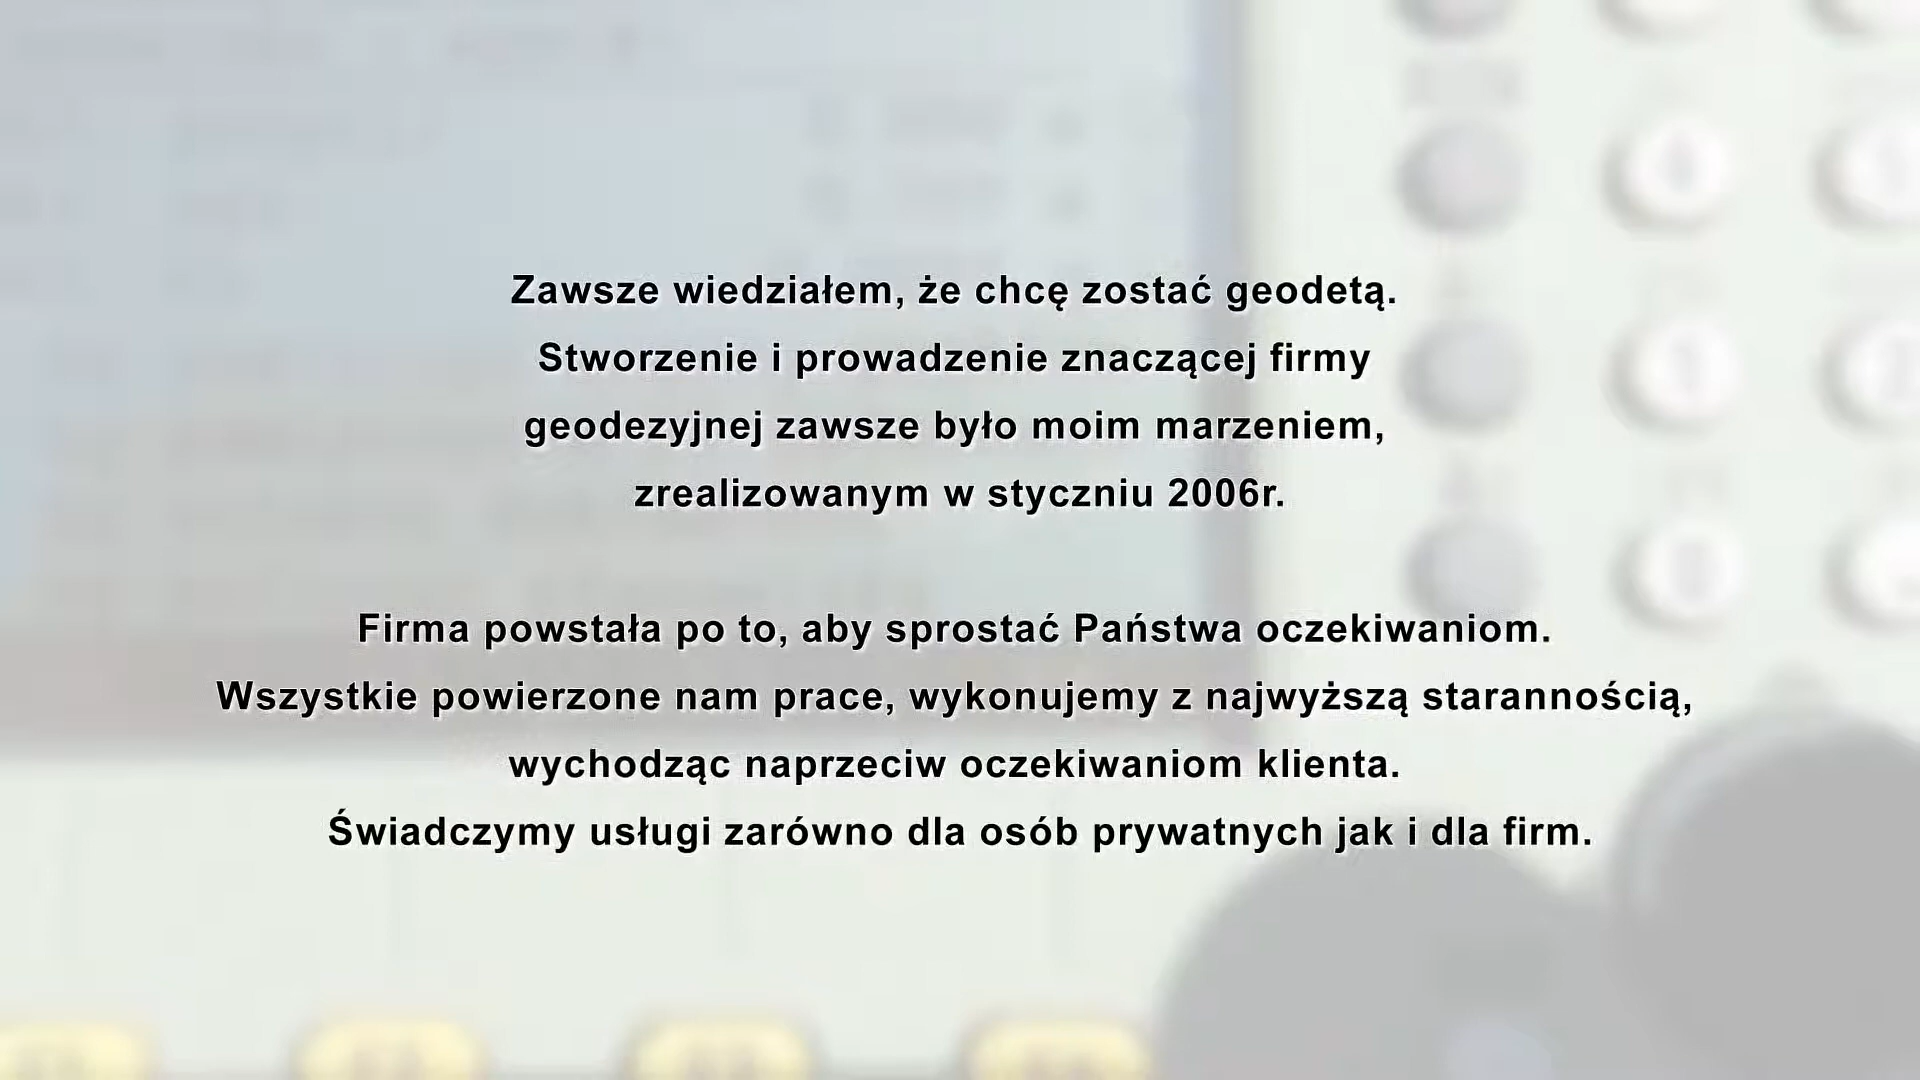 Zawsze wiedziałem, że chcę zostać geodetą.
Stworzenie i prowadzenie znaczącej firmy
geodezyjnej zawsze było moim marzeniem,
zrealizowanym w styczniu 2006r.
Firma powstała po to, aby sprostać Państwa oczekiwaniom.
Wszystkie powierzone nam prace, wykonujemy z najwyższą starannością,
wychodząc naprzeciw oczekiwaniom klienta.
Świadczymy usługi zarówno dla osób prywatnych jak i dla firm.